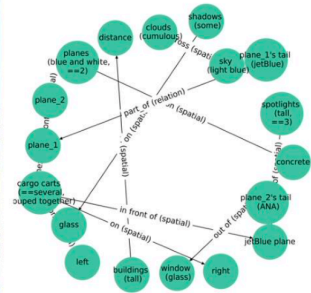 shadows
(some)
clouds
(cumulous)
distance
planes
(blue and white,
==2)
sky
(light blue)
plane_1's tail
(jetBlue)
plane_2
spotlights
(tall,
==3)
part_of (relation)
on (spatial)
plane_1
concrete
(spatial)
cargo carts
(==several,
plane_2's tail
(ANA)
in front of (spatial)
glass
on (spatial)
jetBlue plane
left
buildings
(tall)
window
(glass)
right